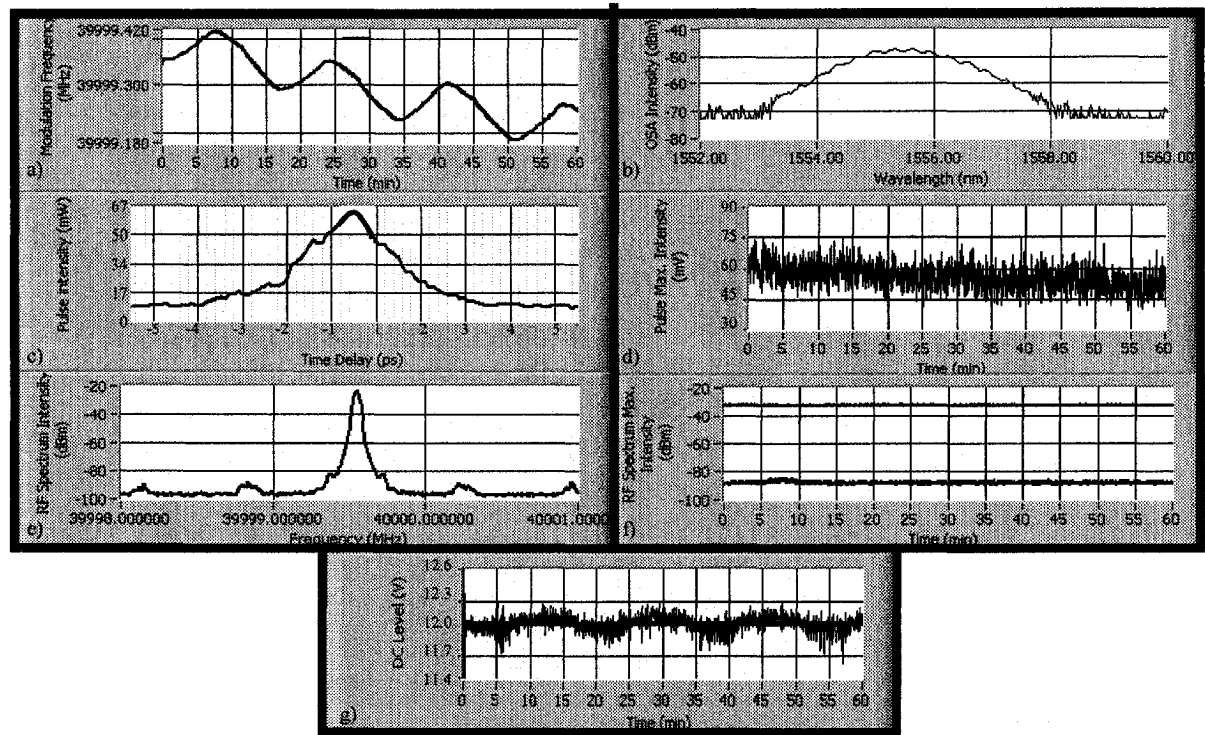 Modulation Frequency (MHz)
39999.420
39999.300
39999.180
0 5 10 15 20 25 30 35 40 45 50 55 60
a)
Time (min)
OSA Intensity (dBm)
-40
-50
-60
-70
-80
1552.00 1554.00 1556.00 1558.00 1560.00
b)
Wavelength (nm)
Pulse Intensity (mW)
67
50
34
17
0
-5 -4 -3 -2 -1 1 2 3 4 5
c)
Time Delay (ps)
Pulse Max. Intensity (mV)
90
75
60
45
30
0 5 10 15 20 25 30 35 40 45 50 55 60
d)
Time (min)
RF Spectrum Intensity (dBm)
-20
-40
-60
-80
-100
39998.000000 39999.000000 40000.000000 40001.0000
e)
Frequency (MHz)
RF Spectrum Max. Intensity (dBm)
-20
-40
-60
-80
-100
0 5 10 15 20 25 30 35 40 45 50 55 60
f)
Time (min)
DC Level (V)
12.6
12.3
12.0
11.7
11.4
0 5 10 15 20 25 30 35 40 45 50 55 60
g)
Time (min)